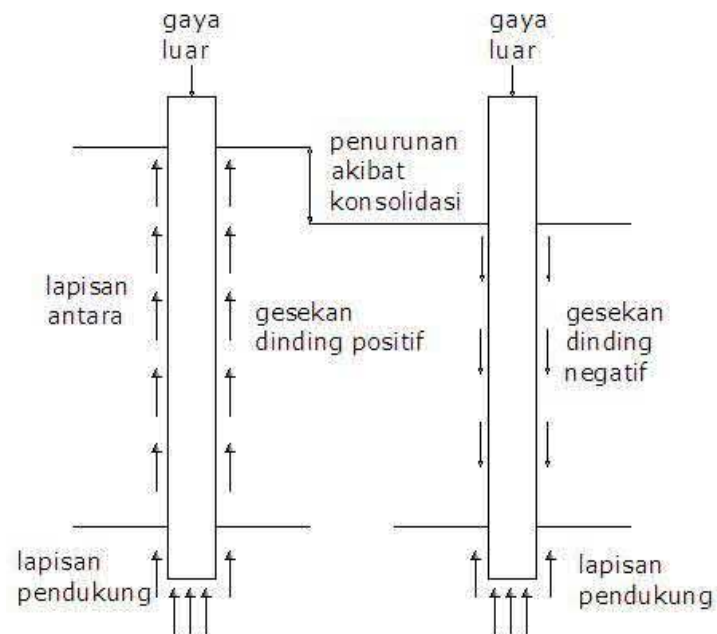 gaya
luar
gaya
luar
penurunan
akibat
konsolidasi
lapisan
antara
gesekan
dinding positif
gesekan
dinding
negatif
lapisan
pendukung
lapisan
pendukung